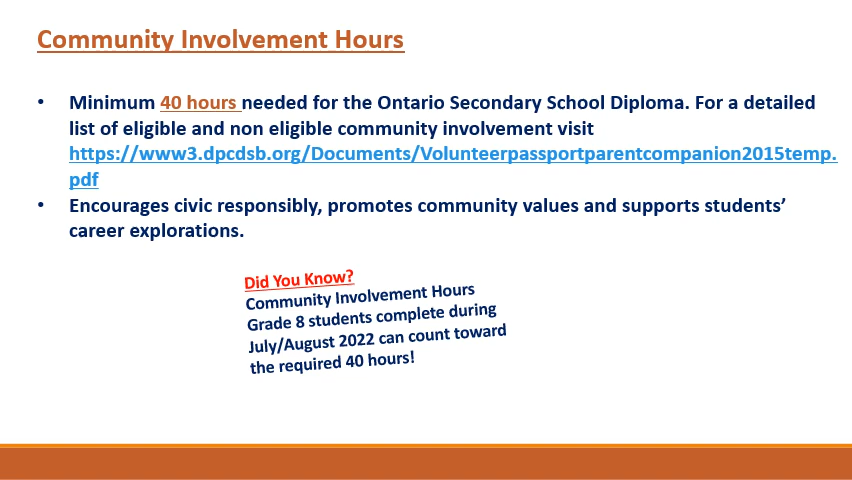 Community Involvement Hours
• Minimum 40 hours needed for the Ontario Secondary School Diploma. For a detailed
list of eligible and non eligible community involvement visit
https://www3.dpcdsb.org/Documents/Volunteerpassportparentcompanion2015temp.
pdf
• Encourages civic responsibly, promotes community values and supports students’
career explorations.
Did You Know?
Community Involvement Hours
Grade 8 students complete during
July/August 2022 can count toward
the required 40 hours!